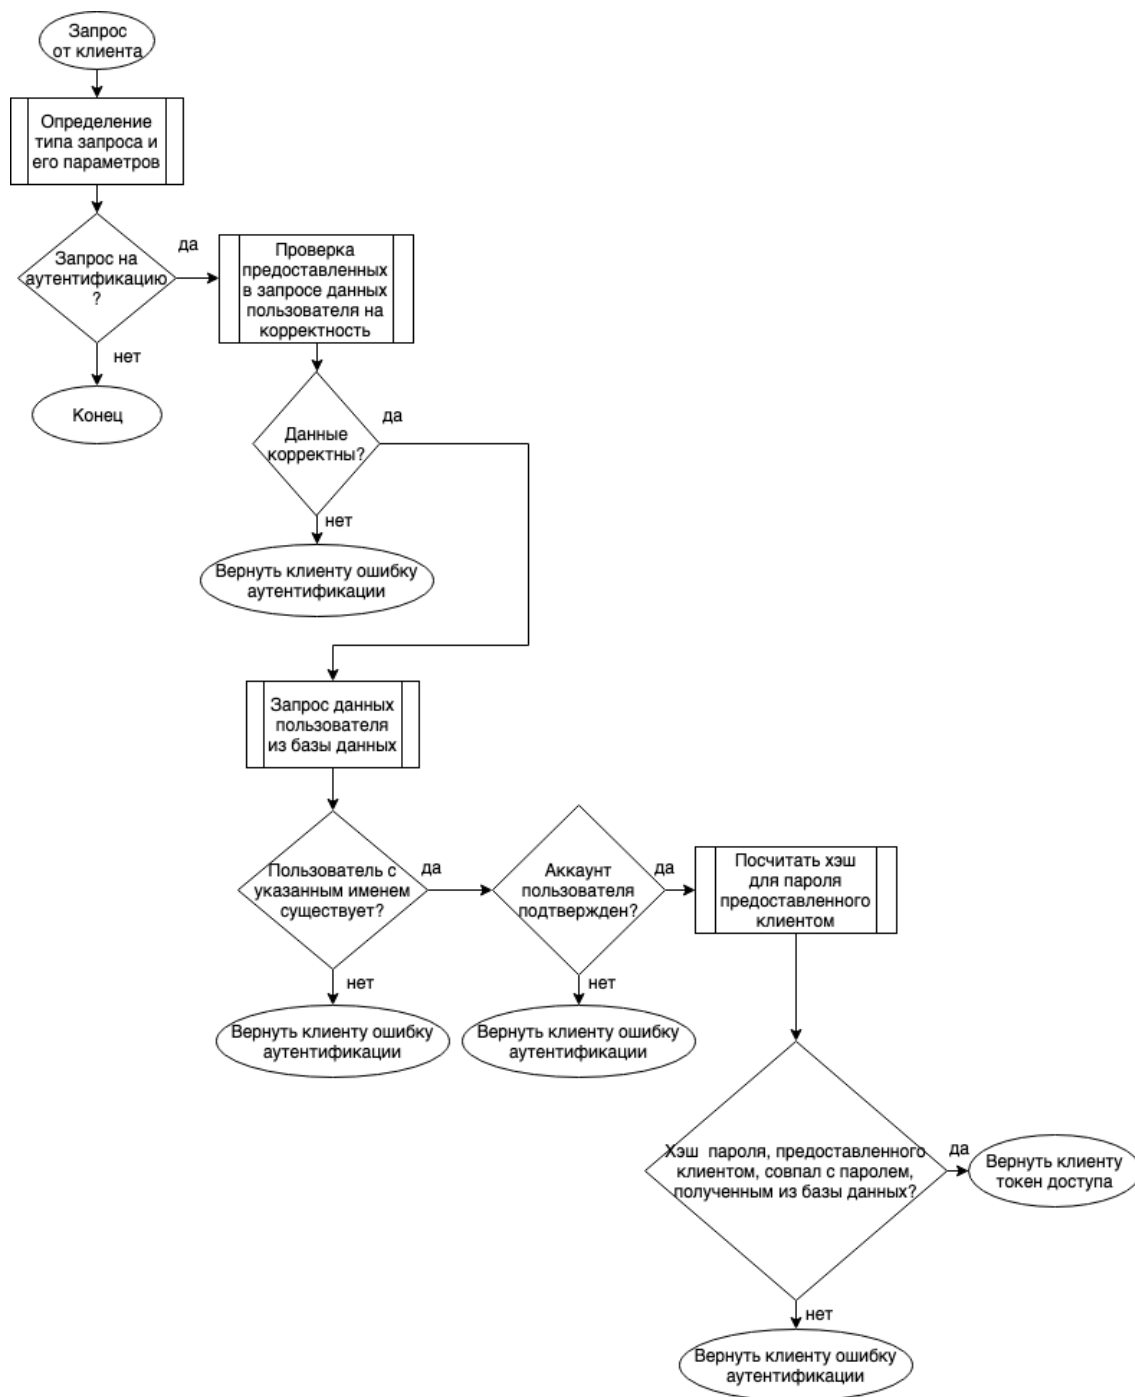 Запрос
от клиента
Определение
типа запроса и
его параметров
Запрос на
аутентификацию
?
да
нет
Конец
Проверка
предоставленных
в запросе данных
пользователя на
корректность
Данные
корректны?
да
нет
Вернуть клиенту ошибку
аутентификации
Запрос данных
пользователя
из базы данных
Пользователь с
указанным именем
существует?
да
нет
Вернуть клиенту ошибку
аутентификации
Аккаунт
пользователя
подтвержден?
да
нет
Вернуть клиенту ошибку
аутентификации
Посчитать хэш
для пароля
предоставленного
клиентом
Хэш пароля, предоставленного
клиентом, совпал с паролем,
полученным из базы данных?
да
Вернуть клиенту
токен доступа
нет
Вернуть клиенту ошибку
аутентификации